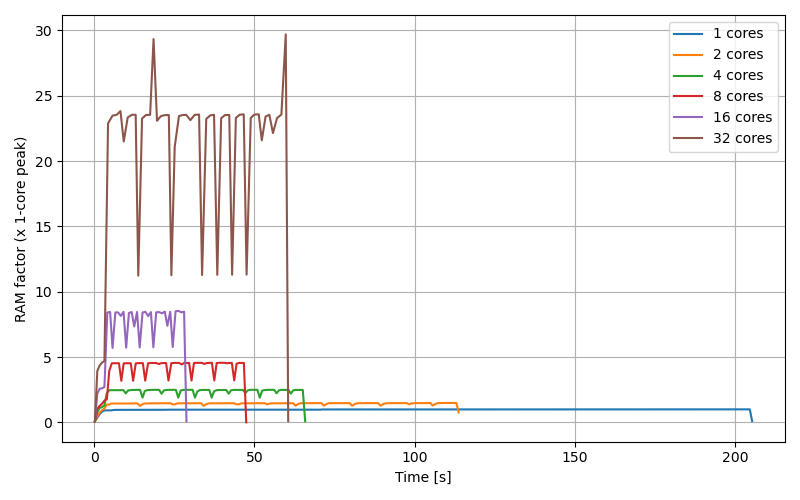 30
25
20
15
10
5
0
RAM factor (x 1-core peak)
1 cores
2 cores
4 cores
8 cores
16 cores
32 cores
0 50 100 150 200
Time [s]